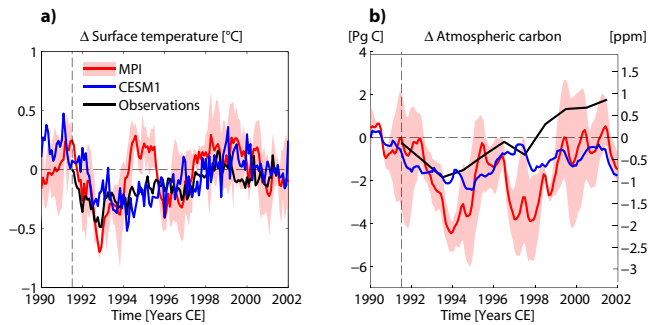 a)
Δ Surface temperature [°C]
1
0.5
0
−0.5
−1
MPI
CESM1
Observations
1990 1992 1994 1996 1998 2000 2002
Time [Years CE]
b)
[Pg C] Δ Atmospheric carbon [ppm]
4
2
0
−2
−4
−6
1.5
1
0.5
0
−0.5
−1
−1.5
−2
−2.5
−3
1990 1992 1994 1996 1998 2000 2002
Time [Years CE]